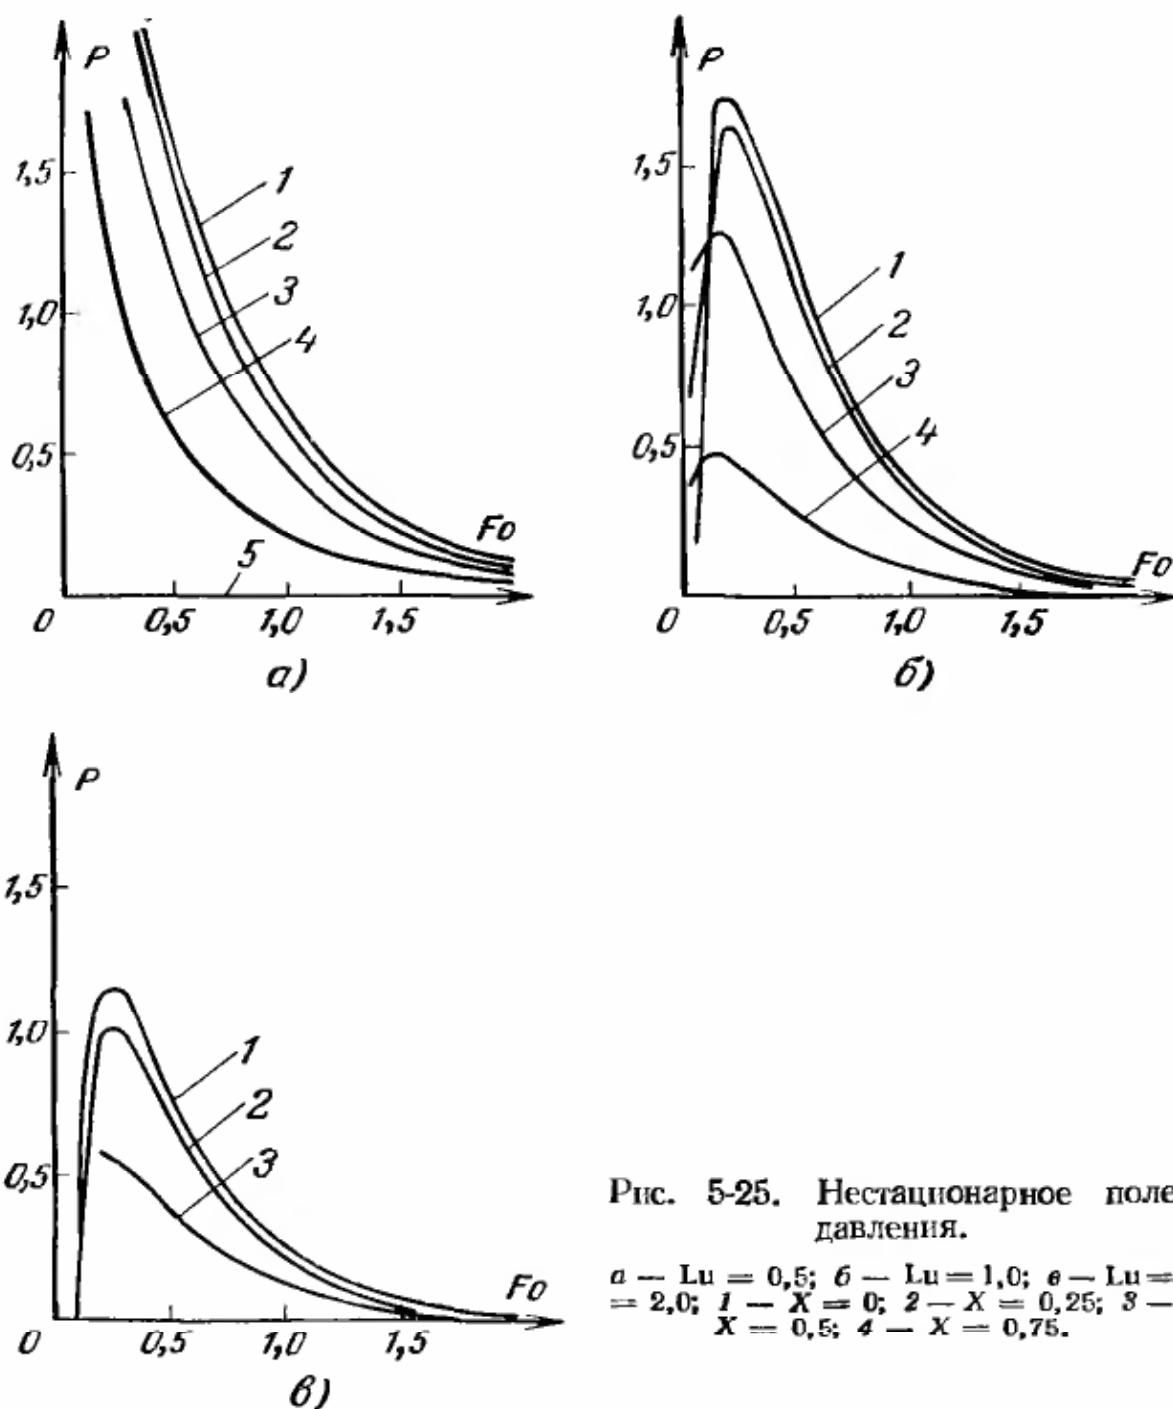 P
1,5
1,0
0,5
0
0,5
1,0
1,5
Fo
1
2
3
4
5
а)
P
1,5
1,0
0,5
0
0,5
1,0
1,5
Fo
1
2
3
4
б)
P
1,5
1,0
0,5
0
0,5
1,0
1,5
Fo
1
2
3
в)
Рис. 5-25. Нестационарное поле
давления.
а — Lu = 0,5; б — Lu = 1,0; в — Lu =
= 2,0; 1 — X = 0; 2 — X = 0,25; 3 —
X = 0,5; 4 — X = 0,75.